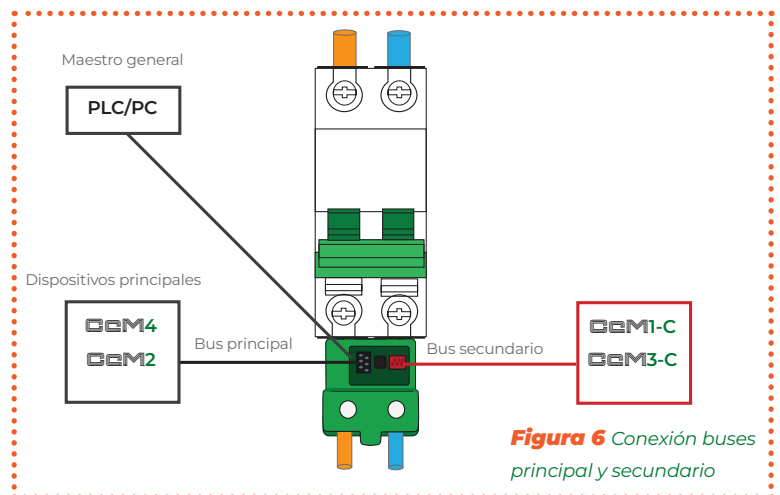 Maestro general
PLC/PC
Dispositivos principales
CeM4
CeM2
Bus principal
Bus secundario
CeM1-C
CeM3-C
Figura 6 Conexión buses
principal y secundario